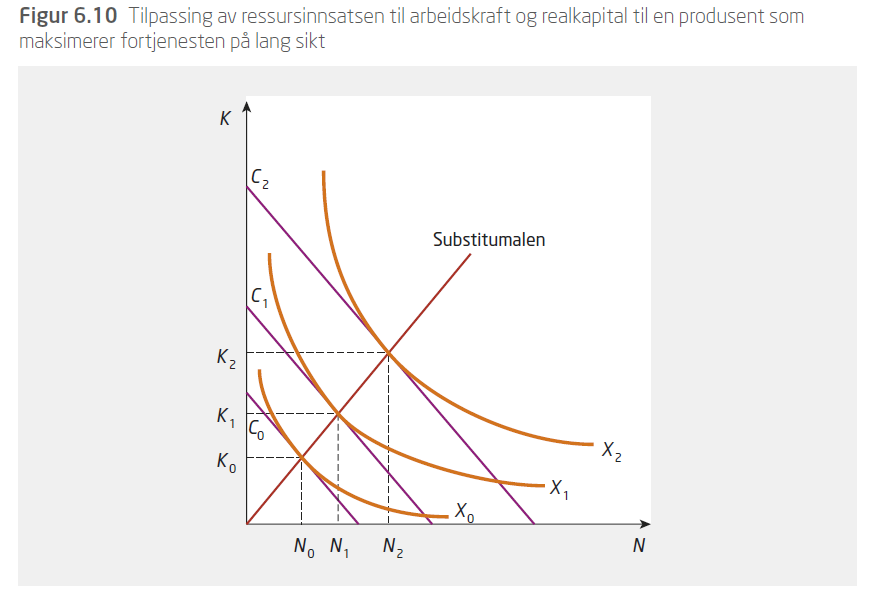 Figur 6.10 Tilpassing av ressursinnsatsen til arbeidskraft og realkapital til en produsent som
maksimerer fortjenesten på lang sikt
K
C₂
Substitumalen
C₁
K₂
K₁
C₀
K₀
X₂
X₁
X₀
N₀ N₁ N₂ N